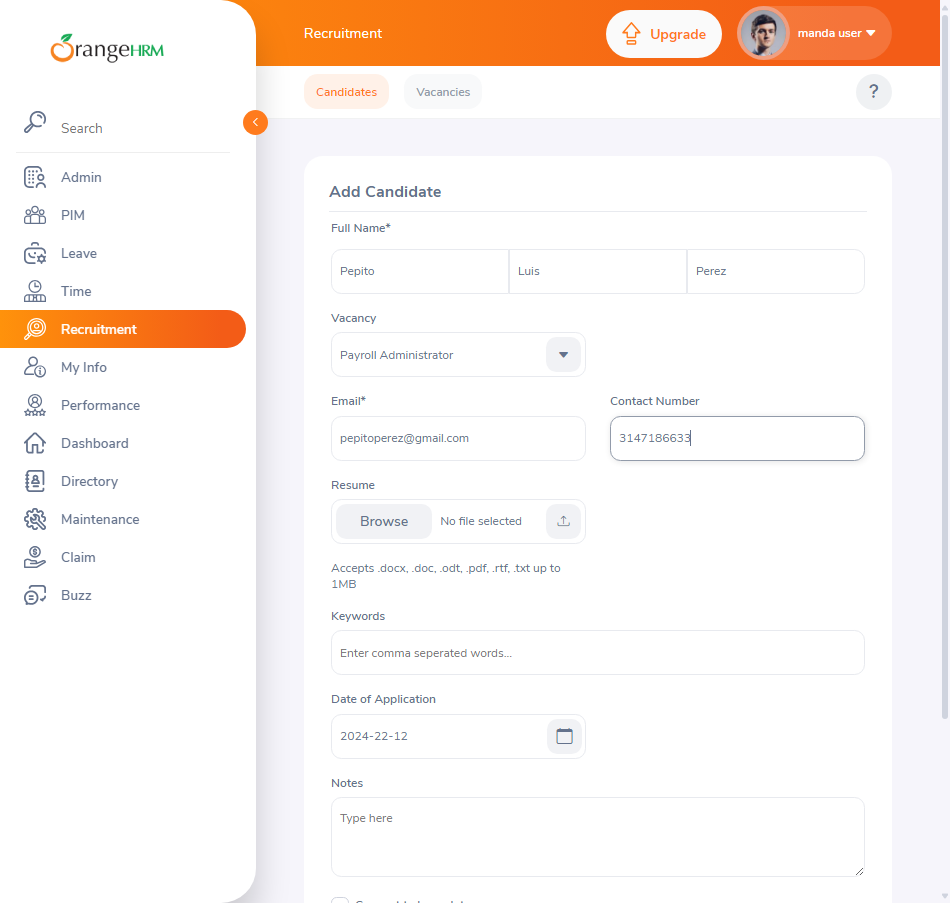 OrangeHRM
Recruitment
Upgrade
manda user
Candidates
Vacancies
?
Search
Admin
PIM
Leave
Time
Recruitment
My Info
Performance
Dashboard
Directory
Maintenance
Claim
Buzz
Add Candidate
Full Name*
Pepito Luis Perez
Vacancy
Payroll Administrator
Email* Contact Number
pepitoperez@gmail.com 3147186633
Resume
Browse No file selected
Accepts .docx, .doc, .odt, .pdf, .rtf, .txt up to
1MB
Keywords
Enter comma seperated words...
Date of Application
2024-22-12
Notes
Type here